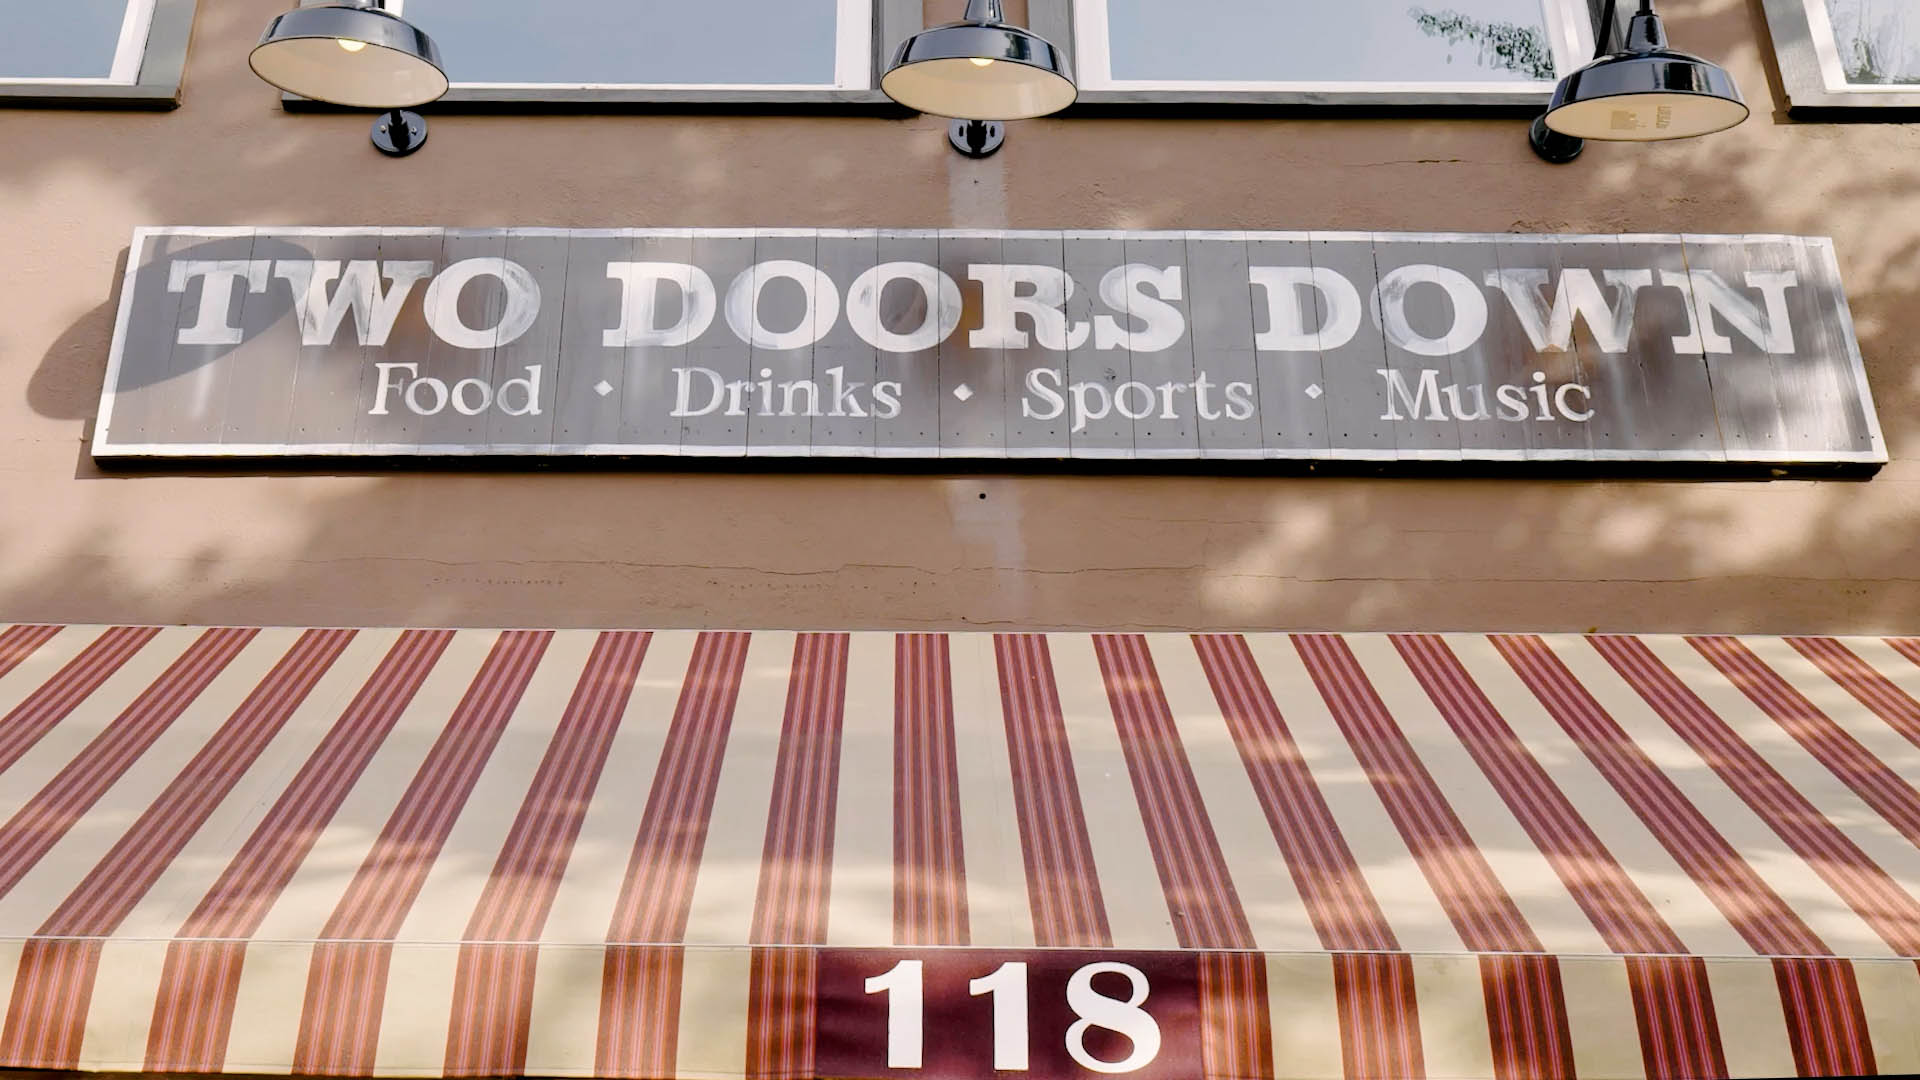 TWO DOORS DOWN
Food · Drinks · Sports · Music
118